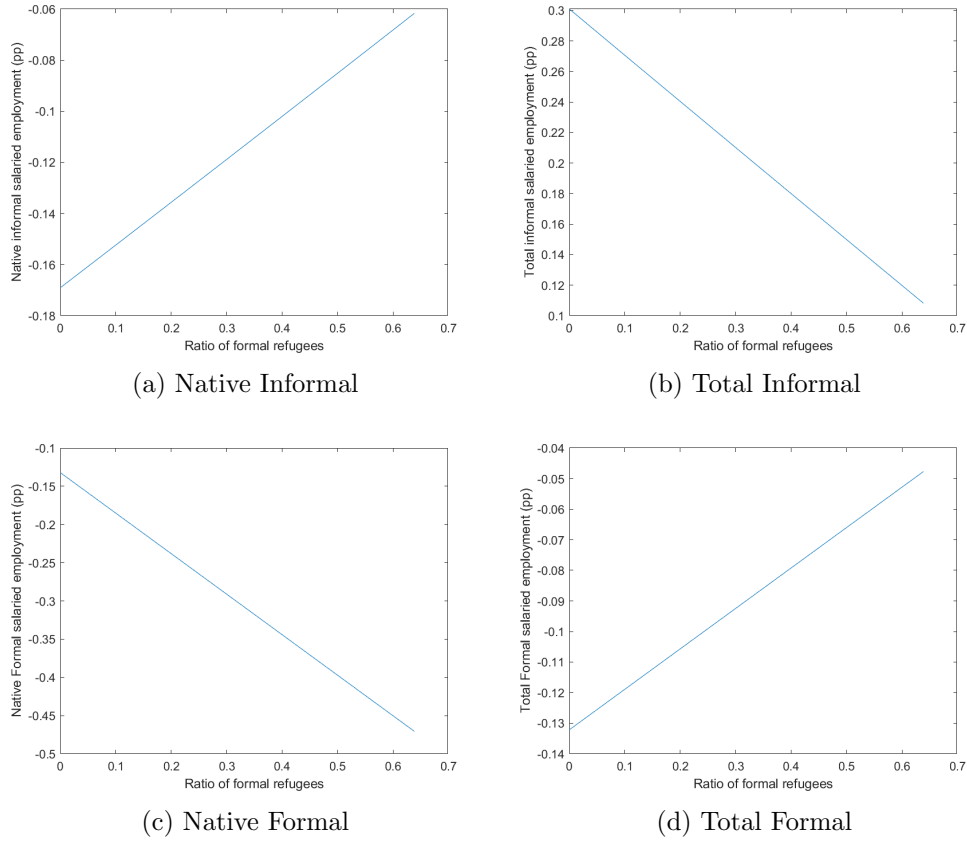 Native informal salaried employment (pp)
-0.06
-0.08
-0.1
-0.12
-0.14
-0.16
-0.18
0 0.1 0.2 0.3 0.4 0.5 0.6 0.7
Ratio of formal refugees
(a) Native Informal
Total informal salaried employment (pp)
0.3
0.28
0.26
0.24
0.22
0.2
0.18
0.16
0.14
0.12
0.1
0 0.1 0.2 0.3 0.4 0.5 0.6 0.7
Ratio of formal refugees
(b) Total Informal
Native Formal salaried employment (pp)
-0.1
-0.15
-0.2
-0.25
-0.3
-0.35
-0.4
-0.45
-0.5
0 0.1 0.2 0.3 0.4 0.5 0.6 0.7
Ratio of formal refugees
(c) Native Formal
Total Formal salaried employment (pp)
-0.04
-0.05
-0.06
-0.07
-0.08
-0.09
-0.1
-0.11
-0.12
-0.13
-0.14
0 0.1 0.2 0.3 0.4 0.5 0.6 0.7
Ratio of formal refugees
(d) Total Formal